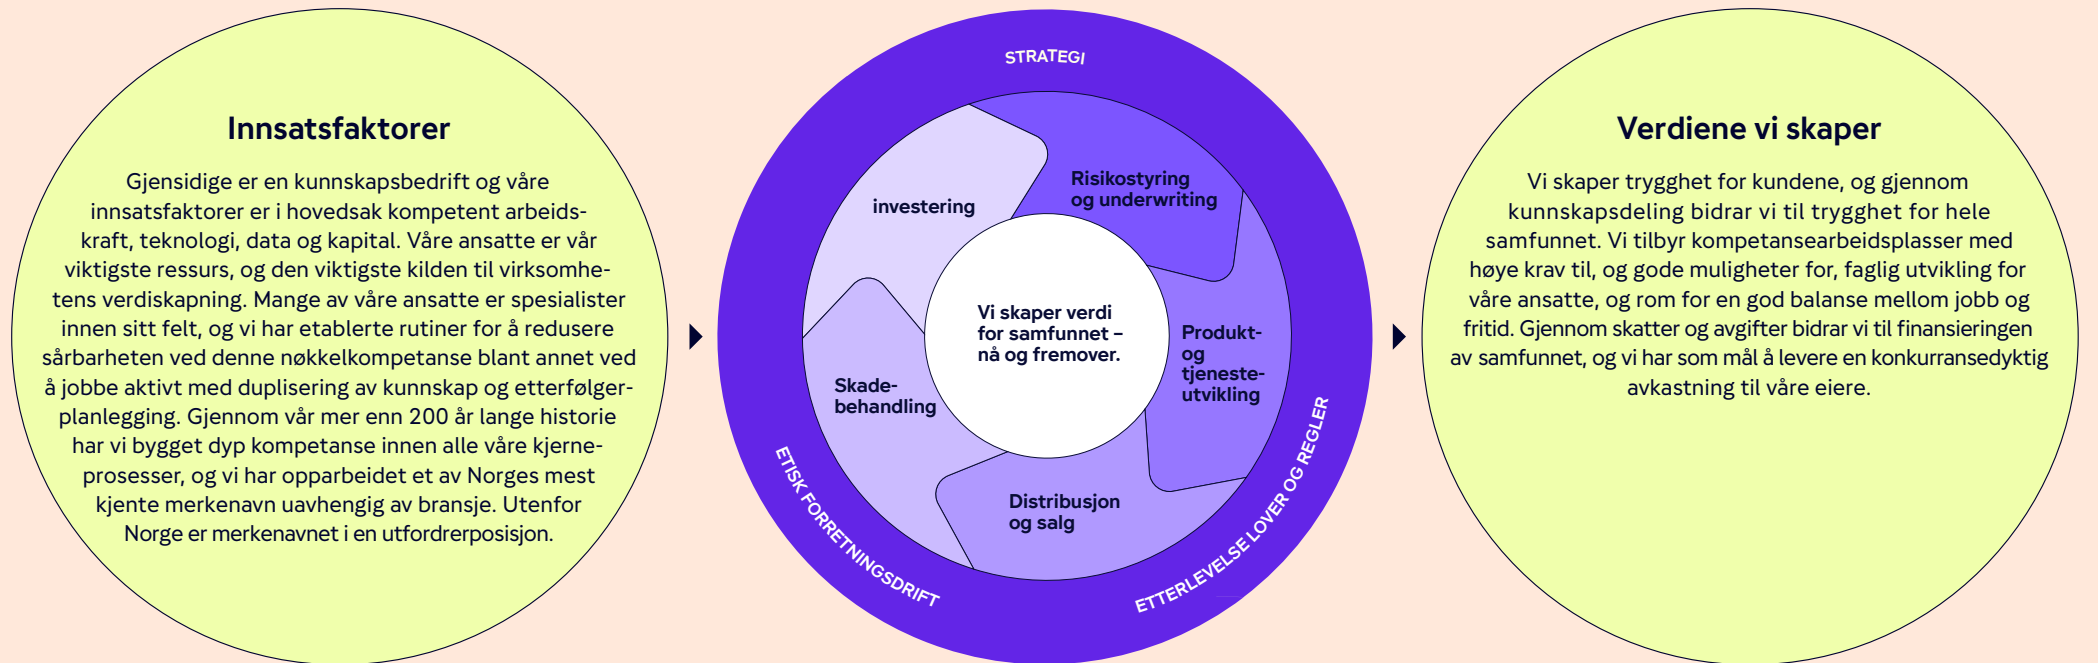 Innsatsfaktorer
Gjensidige er en kunnskapsbedrift og våre
innsatsfaktorer er i hovedsak kompetent arbeids-
kraft, teknologi, data og kapital. Våre ansatte er vår
viktigste ressurs, og den viktigste kilden til virksomhe-
tens verdiskapning. Mange av våre ansatte er spesialister
innen sitt felt, og vi har etablerte rutiner for å redusere
sårbarheten ved denne nøkkelkompetanse blant annet ved
å jobbe aktivt med duplisering av kunnskap og etterfølger-
planlegging. Gjennom vår mer enn 200 år lange historie
har vi bygget dyp kompetanse innen alle våre kjerne-
prosesser, og vi har opparbeidet et av Norges mest
kjente merkenavn uavhengig av bransje. Utenfor
Norge er merkenavnet i en utfordrerposisjon.
STRATEGI
Risikostyring
og underwriting
investering
Vi skaper verdi
for samfunnet –
nå og fremover.
Produkt-
og
tjeneste-
utvikling
Skade-
behandling
Distribusjon
og salg
ETISK FORRETNINGSDRIFT
ETTERLEVELSE LOVER OG REGLER
Verdiene vi skaper
Vi skaper trygghet for kundene, og gjennom
kunnskapsdeling bidrar vi til trygghet for hele
samfunnet. Vi tilbyr kompetansearbeidsplasser med
høye krav til, og gode muligheter for, faglig utvikling for
våre ansatte, og rom for en god balanse mellom jobb og
fritid. Gjennom skatter og avgifter bidrar vi til finansieringen
av samfunnet, og vi har som mål å levere en konkurransedyktig
avkastning til våre eiere.